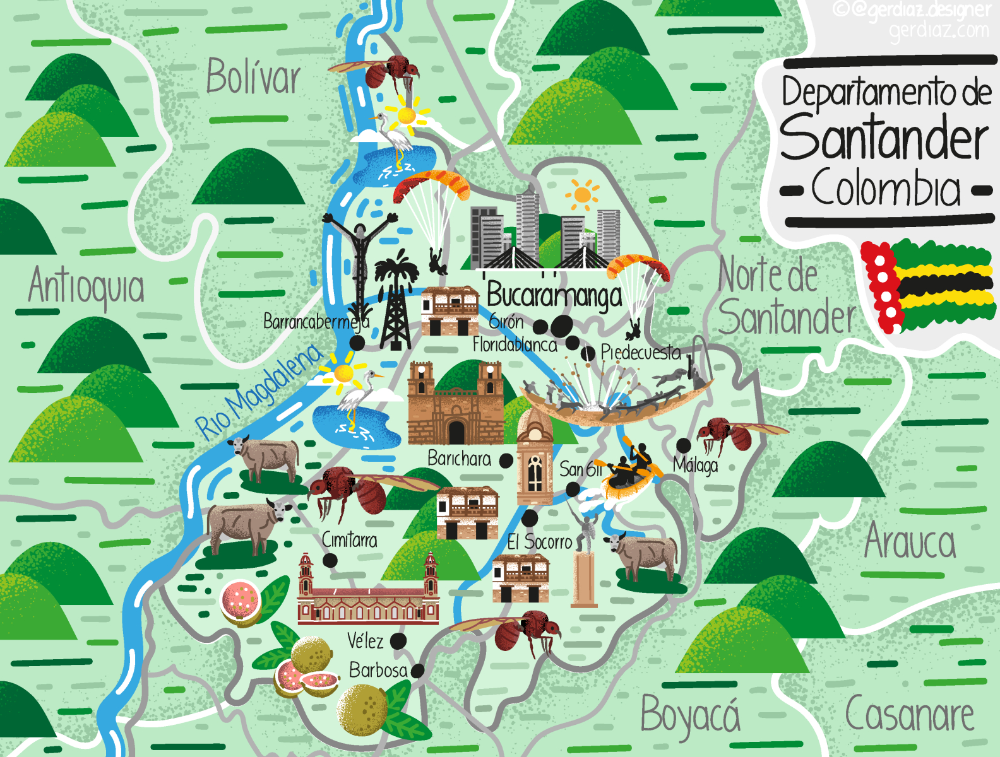 @gerdiaz.designer
gerdiaz.com
Departamento de
Santander
Colombia
Bolívar
Antioquia
Norte de
Santander
Bucaramanga
Girón
Barrancabermeja
Floridablanca
Piedecuesta
Rio Magdalena
Barichara
San Gil
Málaga
Cimitarra
El Socorro
Arauca
Vélez
Barbosa
Boyacá
Casanare